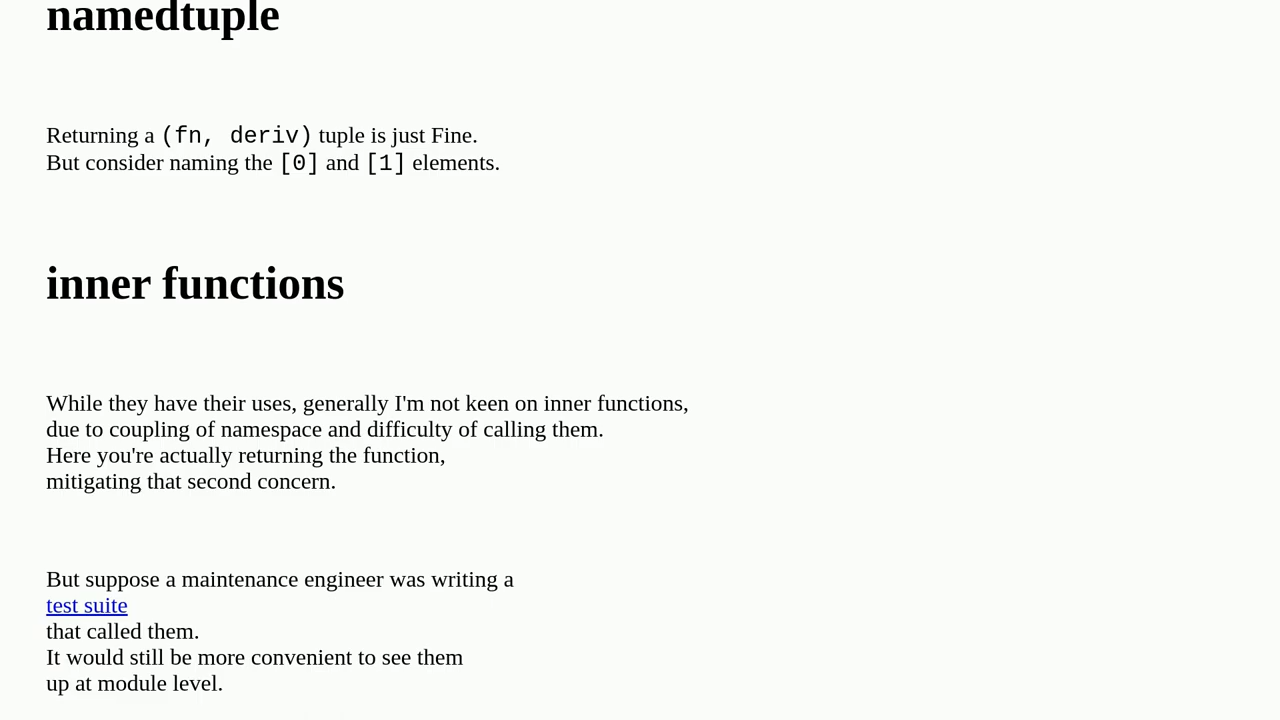 namedtuple
Returning a (fn, deriv) tuple is just Fine.
But consider naming the [0] and [1] elements.
inner functions
While they have their uses, generally I'm not keen on inner functions,
due to coupling of namespace and difficulty of calling them.
Here you're actually returning the function,
mitigating that second concern.
But suppose a maintenance engineer was writing a
test suite
that called them.
It would still be more convenient to see them
up at module level.